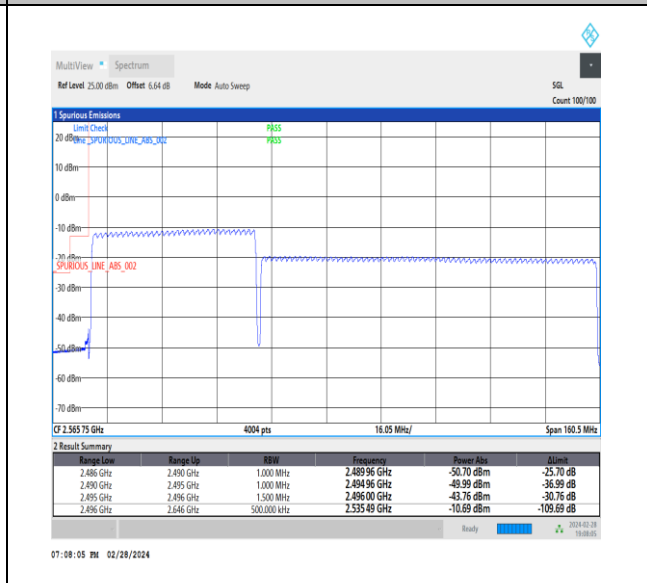 MultiView Spectrum
Ref Level 25.00 dBm Offset 6.64 dB Mode Auto Sweep SGL
Count 100/100
1 Spurious Emissions
Limit Check PASS
20 dBm Line _SPURIOUS_LINE_ABS_002 PASS
10 dBm
0 dBm
-10 dBm
-20 dBm
_SPURIOUS_LINE_ABS_002
-30 dBm
-40 dBm
-50 dBm
-60 dBm
-70 dBm
CF 2.565 75 GHz 4004 pts 16.05 MHz/ Span 160.5 MHz
2 Result Summary
Range Low Range Up RBW Frequency Power Abs ΔLimit
2.486 GHz 2.490 GHz 1.000 MHz 2.489 96 GHz -50.70 dBm -25.70 dB
2.490 GHz 2.495 GHz 1.000 MHz 2.494 96 GHz -49.99 dBm -36.99 dB
2.495 GHz 2.496 GHz 1.500 MHz 2.496 00 GHz -43.76 dBm -30.76 dB
2.496 GHz 2.646 GHz 500.000 kHz 2.535 49 GHz -10.69 dBm -109.69 dB
Ready 2024-02-28
19:08:05
07:08:05 PM 02/28/2024